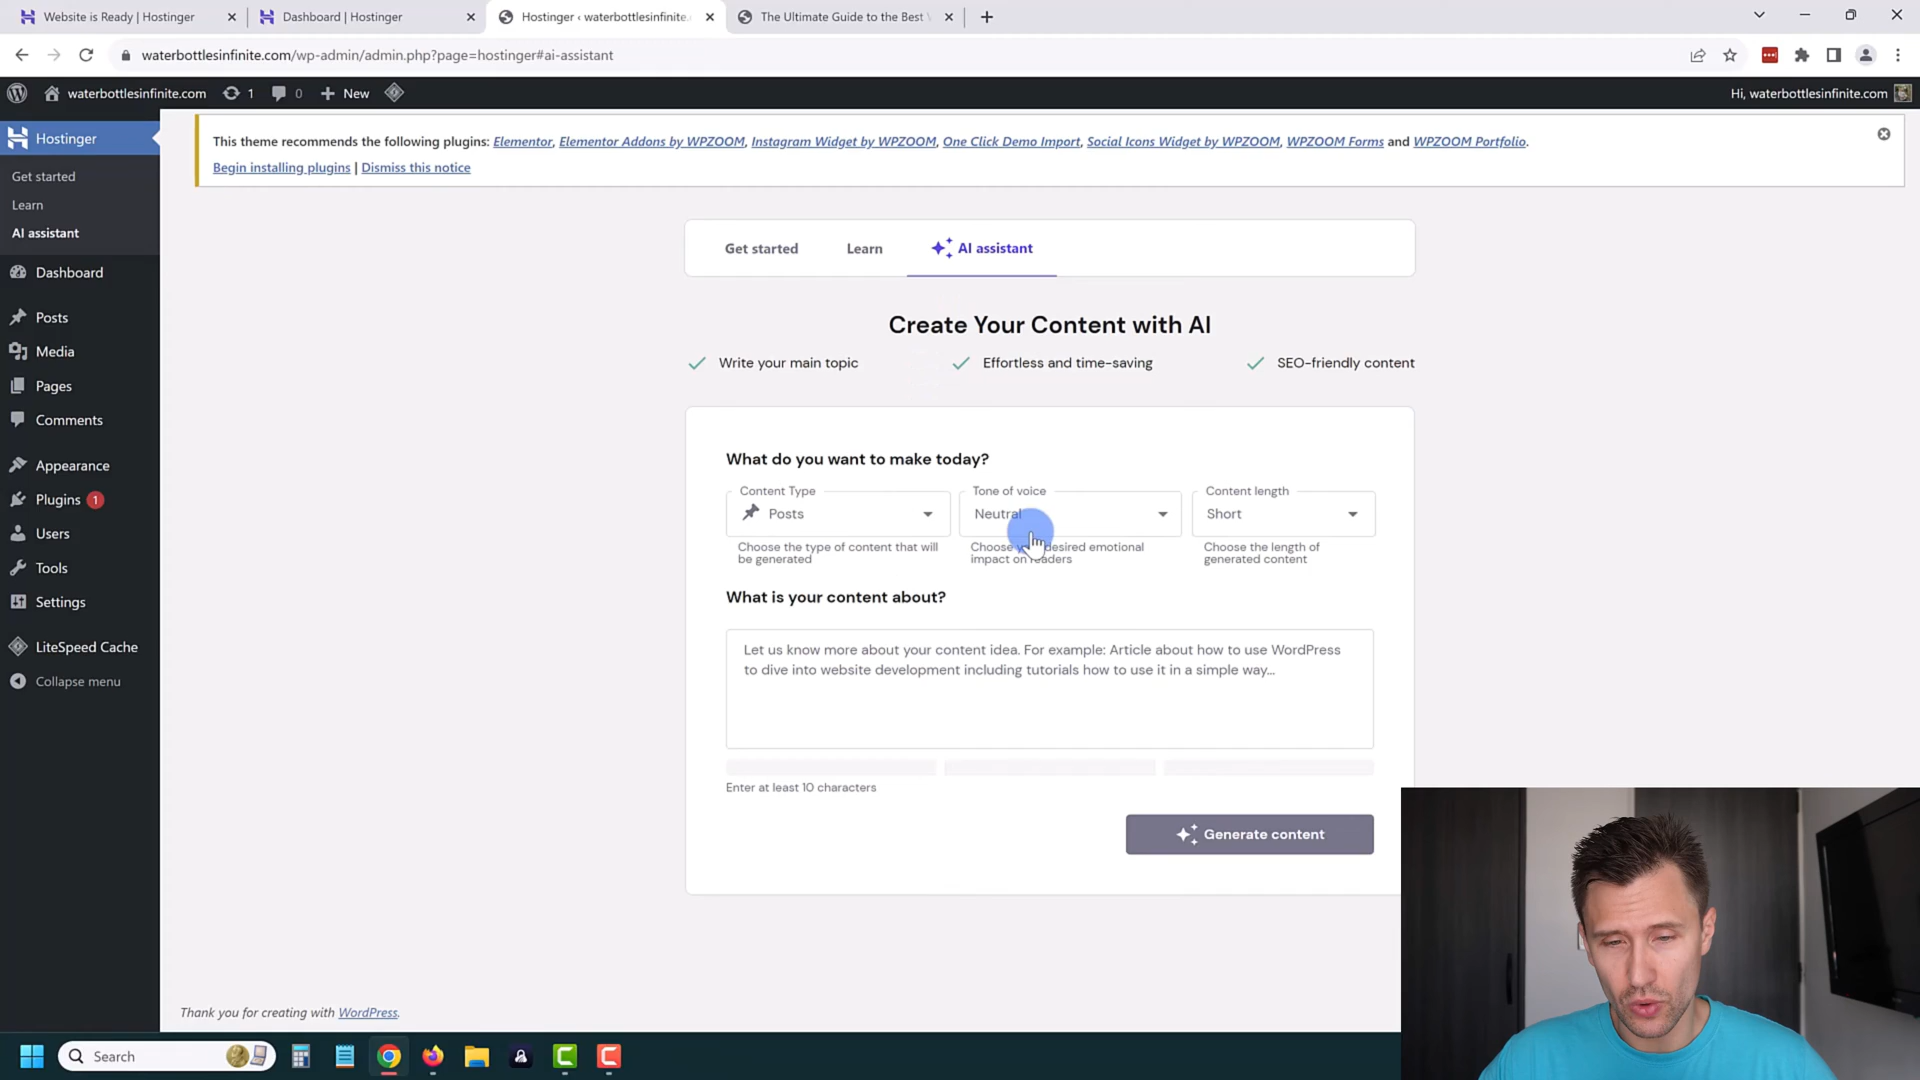 Website is Ready | Hostinger
Dashboard | Hostinger
Hostinger ‹ waterbottlesinfinite.
The Ultimate Guide to the Best
waterbottlesinfinite.com/wp-admin/admin.php?page=hostinger#ai-assistant
waterbottlesinfinite.com 1 0 New
Hi, waterbottlesinfinite.com
Hostinger
Get started
Learn
AI assistant
Dashboard
Posts
Media
Pages
Comments
Appearance
Plugins 1
Users
Tools
Settings
LiteSpeed Cache
Collapse menu
This theme recommends the following plugins: Elementor, Elementor Addons by WPZOOM, Instagram Widget by WPZOOM, One Click Demo Import, Social Icons Widget by WPZOOM, WPZOOM Forms and WPZOOM Portfolio.
Begin installing plugins | Dismiss this notice
Get started Learn AI assistant
Create Your Content with AI
Write your main topic Effortless and time-saving SEO-friendly content
What do you want to make today?
Content Type Tone of voice Content length
Posts Neutral Short
Choose the type of content that will be generated
Choose desired emotional impact on readers
Choose the length of generated content
What is your content about?
Let us know more about your content idea. For example: Article about how to use WordPress
to dive into website development including tutorials how to use it in a simple way...
Enter at least 10 characters
Generate content
Thank you for creating with WordPress.
Search